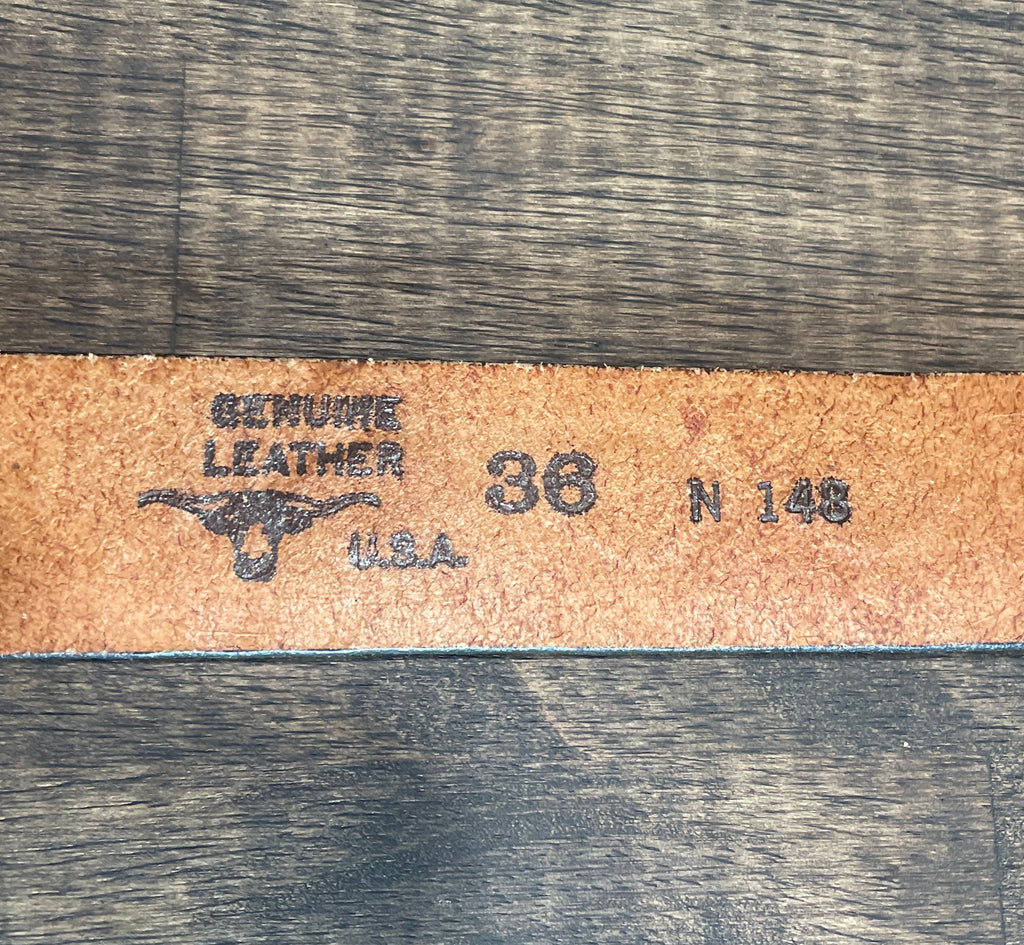 GENUINE
LEATHER
U.S.A.
36
N 148